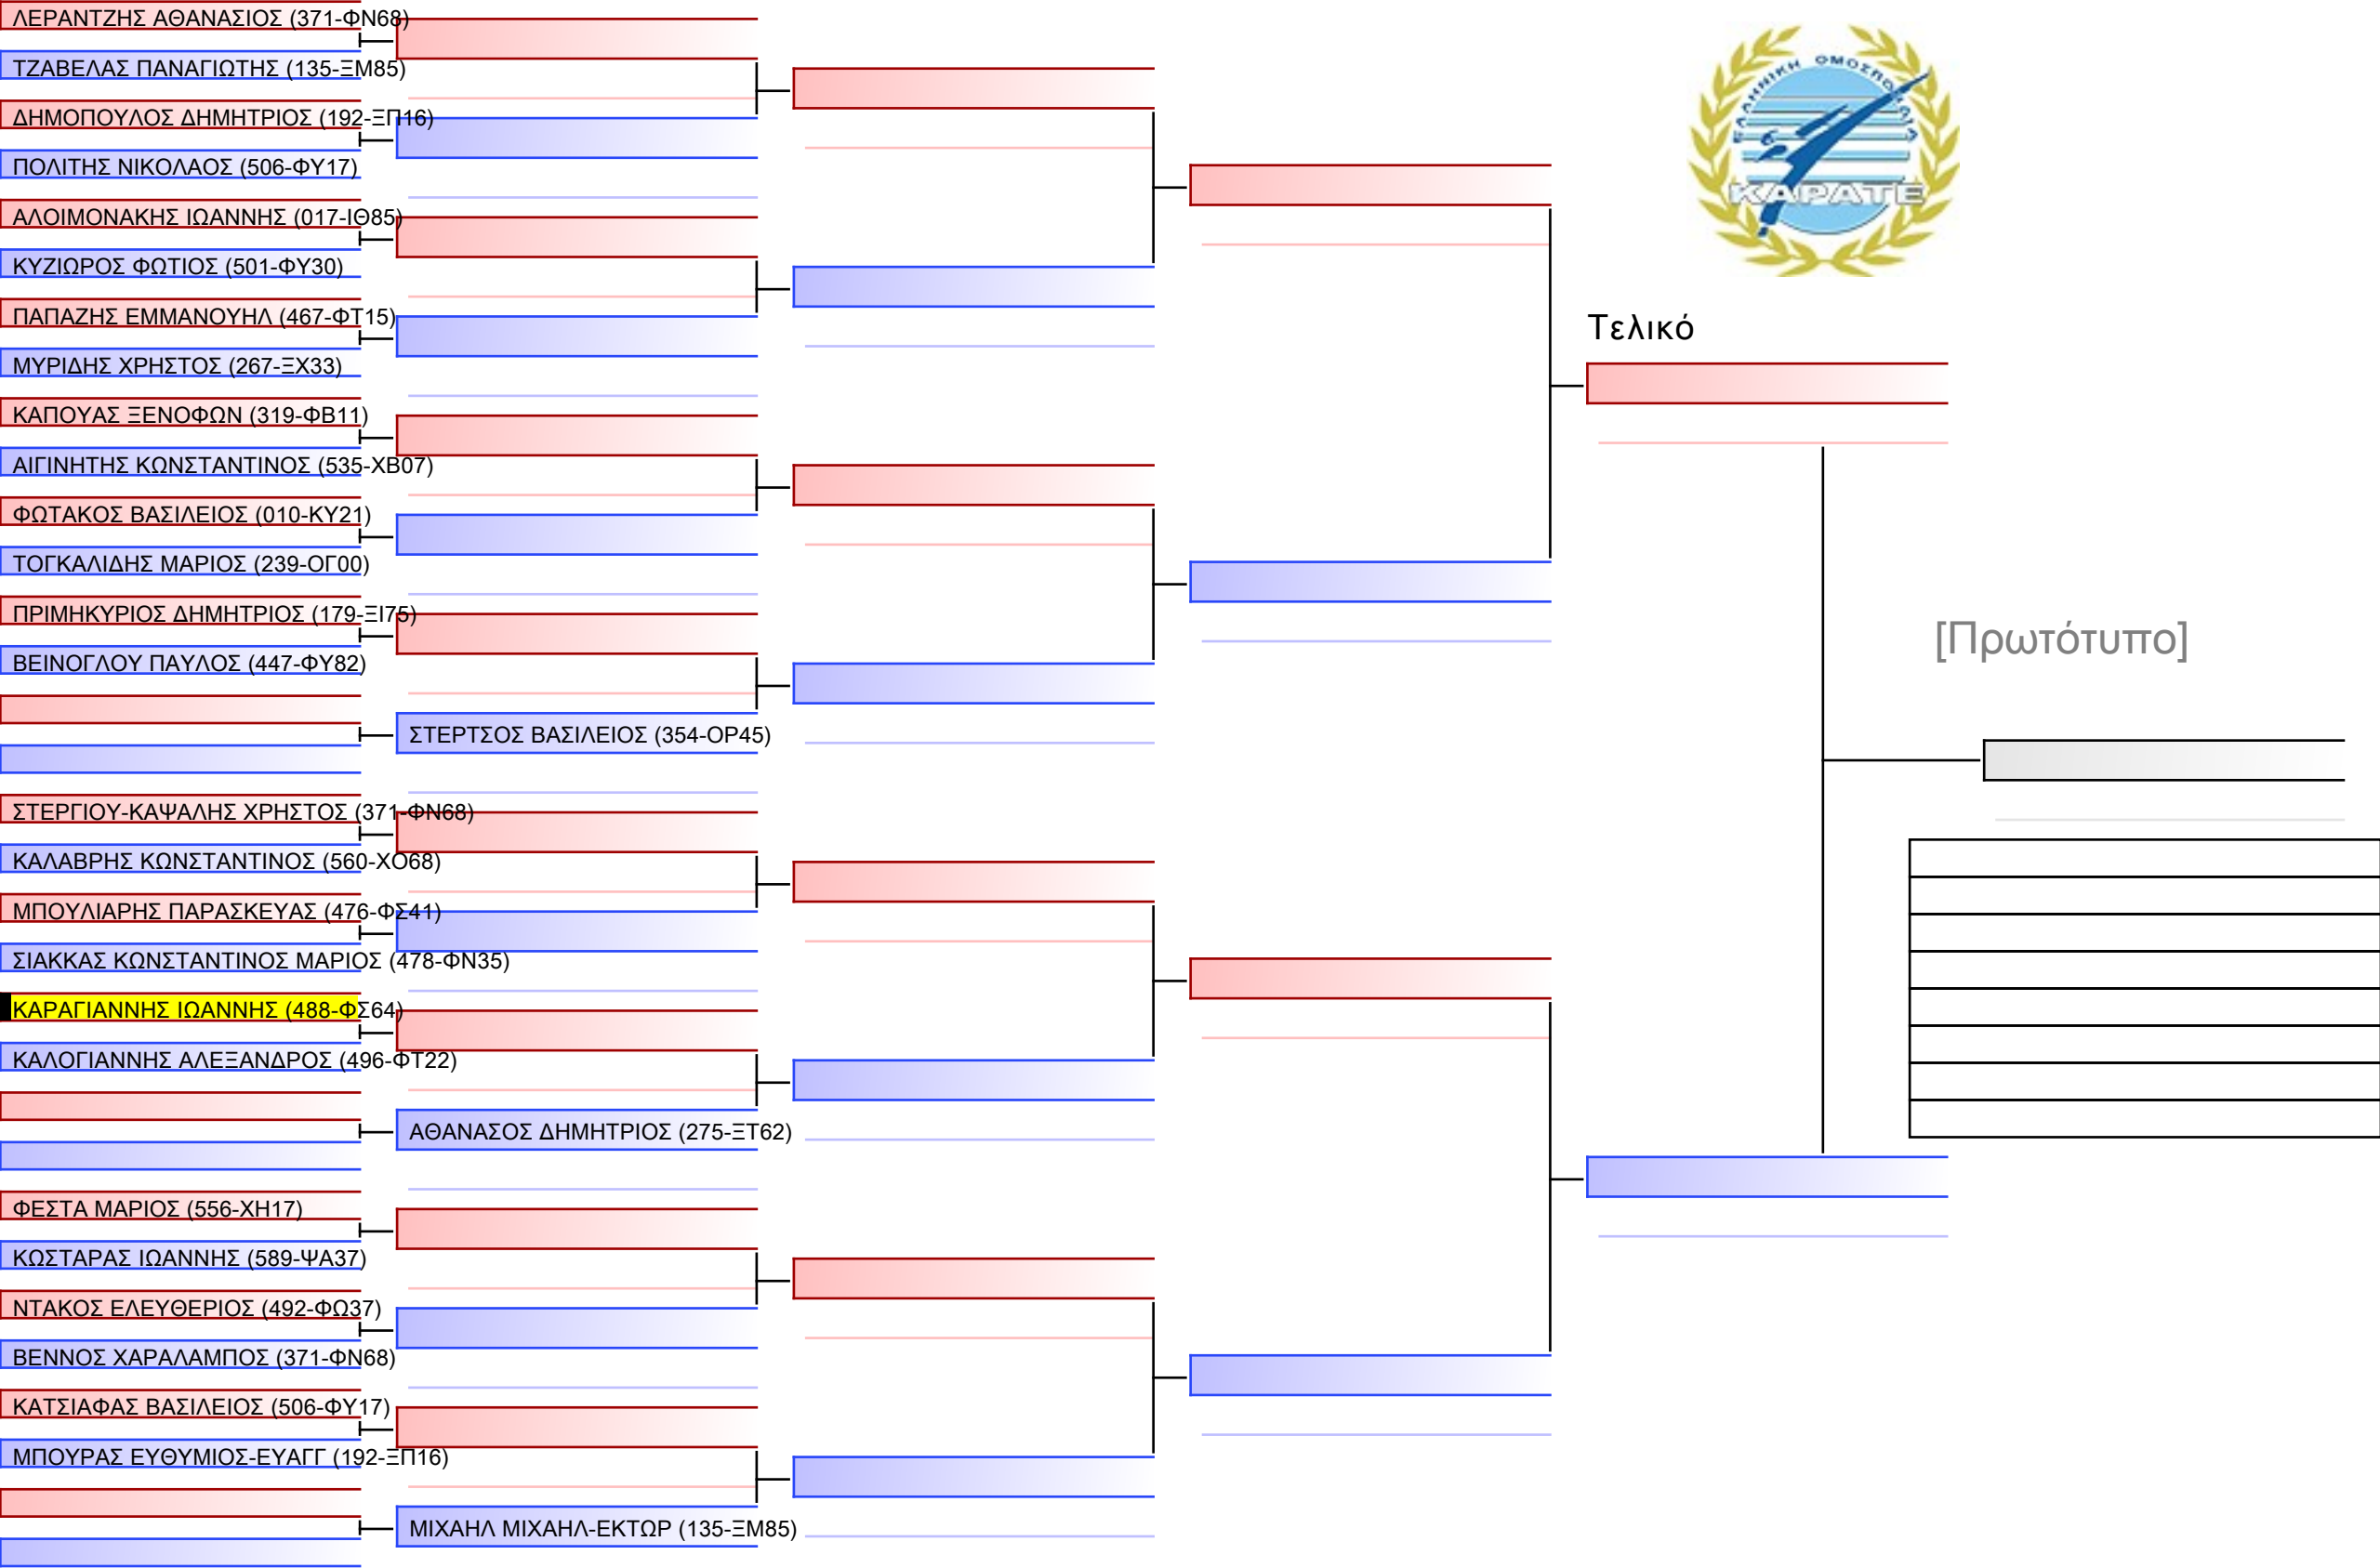 ΛΕΡΑΝΤΖΗΣ ΑΘΑΝΑΣΙΟΣ (371-ΦΝ68)
ΤΖΑΒΕΛΑΣ ΠΑΝΑΓΙΩΤΗΣ (135-ΞΜ85)
ΔΗΜΟΠΟΥΛΟΣ ΔΗΜΗΤΡΙΟΣ (192-ΞΠ16)
ΠΟΛΙΤΗΣ ΝΙΚΟΛΑΟΣ (506-ΦΥ17)
ΑΛΟΙΜΟΝΑΚΗΣ ΙΩΑΝΝΗΣ (017-ΙΘ85)
ΚΥΖΙΩΡΟΣ ΦΩΤΙΟΣ (501-ΦΥ30)
ΠΑΠΑΖΗΣ ΕΜΜΑΝΟΥΗΛ (467-ΦΤ15)
ΜΥΡΙΔΗΣ ΧΡΗΣΤΟΣ (267-ΞΧ33)
ΚΑΠΟΥΑΣ ΞΕΝΟΦΩΝ (319-ΦΒ11)
ΑΙΓΙΝΗΤΗΣ ΚΩΝΣΤΑΝΤΙΝΟΣ (535-ΧΒ07)
ΦΩΤΑΚΟΣ ΒΑΣΙΛΕΙΟΣ (010-ΚΥ21)
ΤΟΓΚΑΛΙΔΗΣ ΜΑΡΙΟΣ (239-ΟΓ00)
ΠΡΙΜΗΚΥΡΙΟΣ ΔΗΜΗΤΡΙΟΣ (179-ΞΙ75)
ΒΕΙΝΟΓΛΟΥ ΠΑΥΛΟΣ (447-ΦΥ82)
ΣΤΕΡΤΣΟΣ ΒΑΣΙΛΕΙΟΣ (354-ΟΡ45)
ΣΤΕΡΓΙΟΥ-ΚΑΨΑΛΗΣ ΧΡΗΣΤΟΣ (371-ΦΝ68)
ΚΑΛΑΒΡΗΣ ΚΩΝΣΤΑΝΤΙΝΟΣ (560-ΧΟ68)
ΜΠΟΥΛΙΑΡΗΣ ΠΑΡΑΣΚΕΥΑΣ (476-ΦΣ41)
ΣΙΑΚΚΑΣ ΚΩΝΣΤΑΝΤΙΝΟΣ ΜΑΡΙΟΣ (478-ΦΝ35)
ΚΑΡΑΓΙΑΝΝΗΣ ΙΩΑΝΝΗΣ (488-ΦΣ64)
ΚΑΛΟΓΙΑΝΝΗΣ ΑΛΕΞΑΝΔΡΟΣ (496-ΦΤ22)
ΑΘΑΝΑΣΟΣ ΔΗΜΗΤΡΙΟΣ (275-ΞΤ62)
ΦΕΣΤΑ ΜΑΡΙΟΣ (556-ΧΗ17)
ΚΩΣΤΑΡΑΣ ΙΩΑΝΝΗΣ (589-ΨΑ37)
ΝΤΑΚΟΣ ΕΛΕΥΘΕΡΙΟΣ (492-ΦΩ37)
ΒΕΝΝΟΣ ΧΑΡΑΛΑΜΠΟΣ (371-ΦΝ68)
ΚΑΤΣΙΑΦΑΣ ΒΑΣΙΛΕΙΟΣ (506-ΦΥ17)
ΜΠΟΥΡΑΣ ΕΥΘΥΜΙΟΣ-ΕΥΑΓΓ (192-ΞΠ16)
ΜΙΧΑΗΛ ΜΙΧΑΗΛ-ΕΚΤΩΡ (135-ΞΜ85)
ΕΛΛΗΝΙΚΗ ΟΜΟΣΠΟΝΔΙΑ
ΚΑΡΑΤΕ
Τελικό
[Πρωτότυπο]